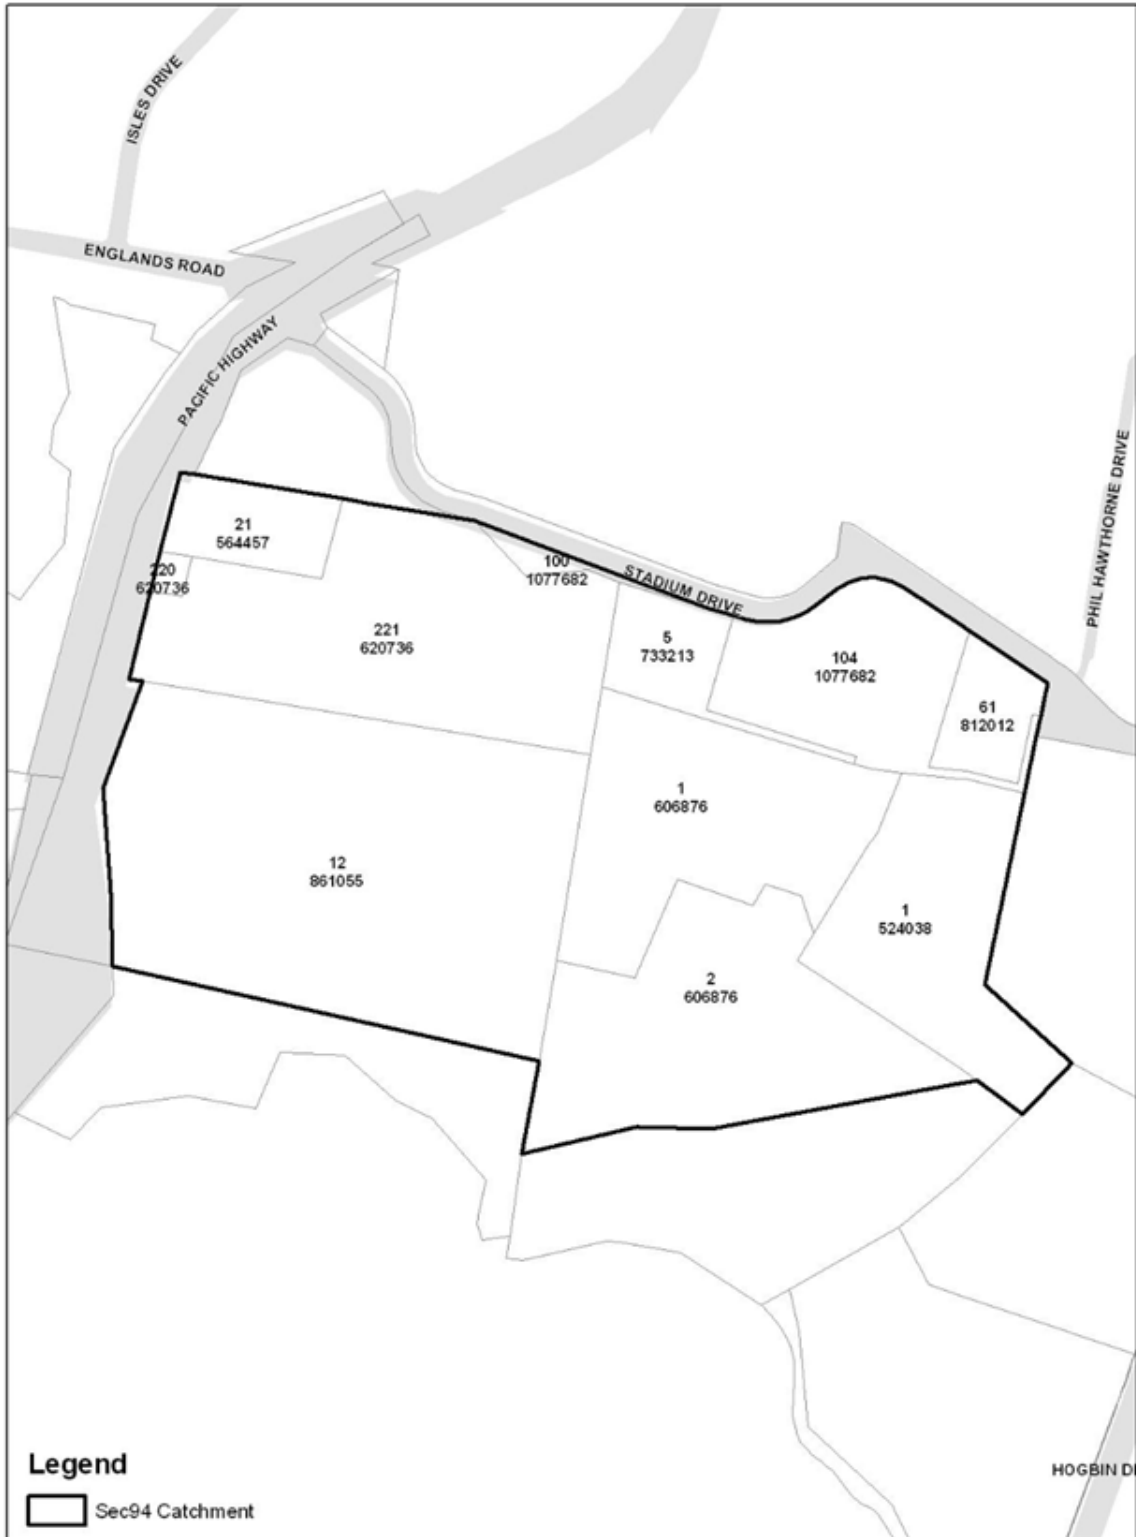 ISLES DRIVE
ENGLANDS ROAD
PACIFIC HIGHWAY
PHIL HAWTHORNE DRIVE
21
564457
220
620736
100
1077682
STADIUM DRIVE
221
620736
5
733213
104
1077682
61
812012
1
606876
12
861055
1
524038
2
606876
Legend
Sec94 Catchment
HOGBIN DI